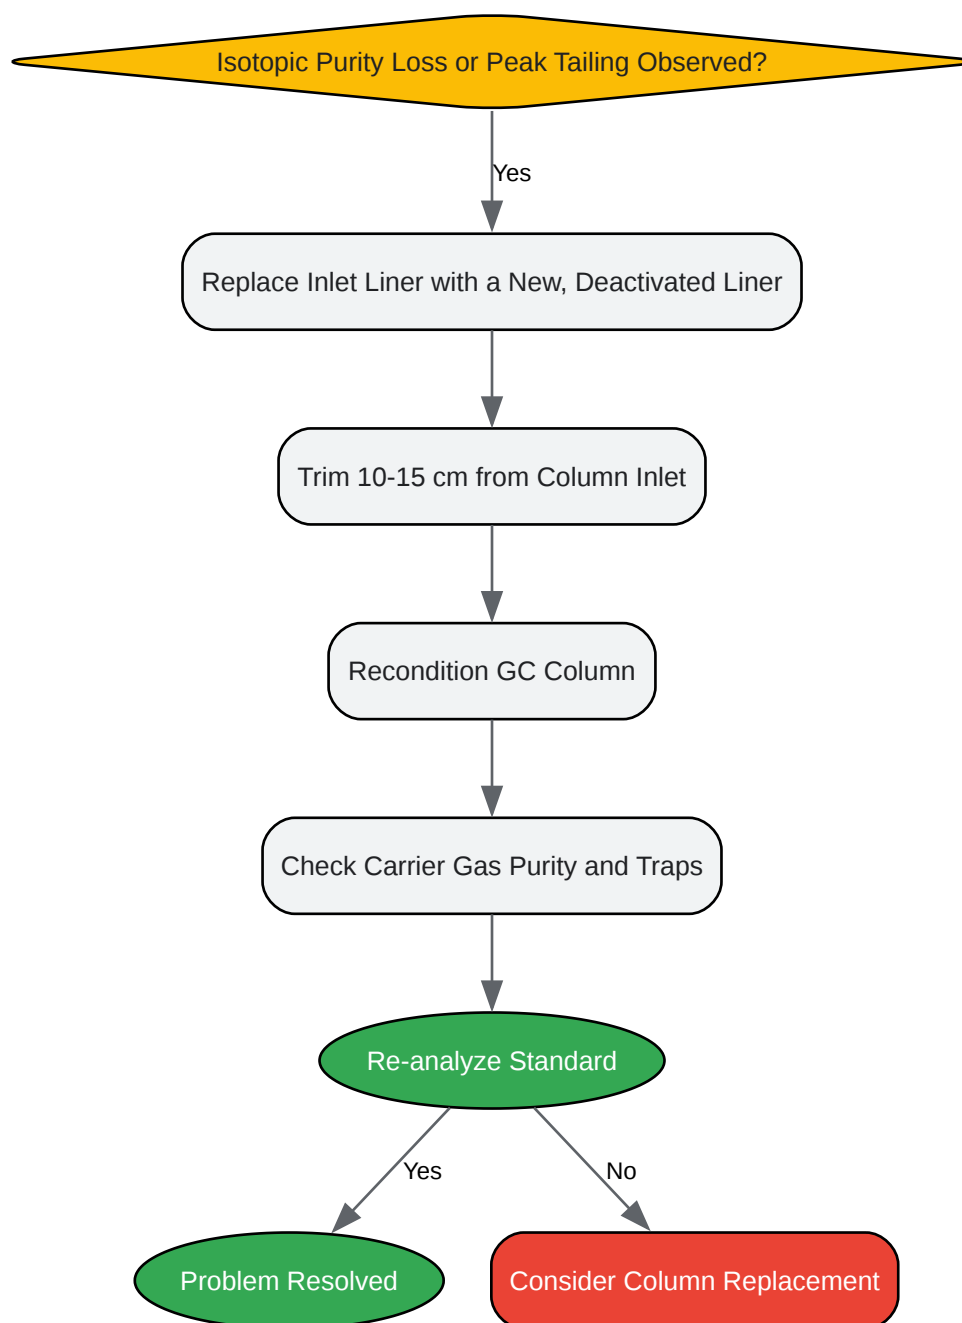 Isotopic Purity Loss or Peak Tailing Observed?
Yes
Replace Inlet Liner with a New, Deactivated Liner
Trim 10-15 cm from Column Inlet
Recondition GC Column
Check Carrier Gas Purity and Traps
Re-analyze Standard
Yes
No
Problem Resolved
Consider Column Replacement